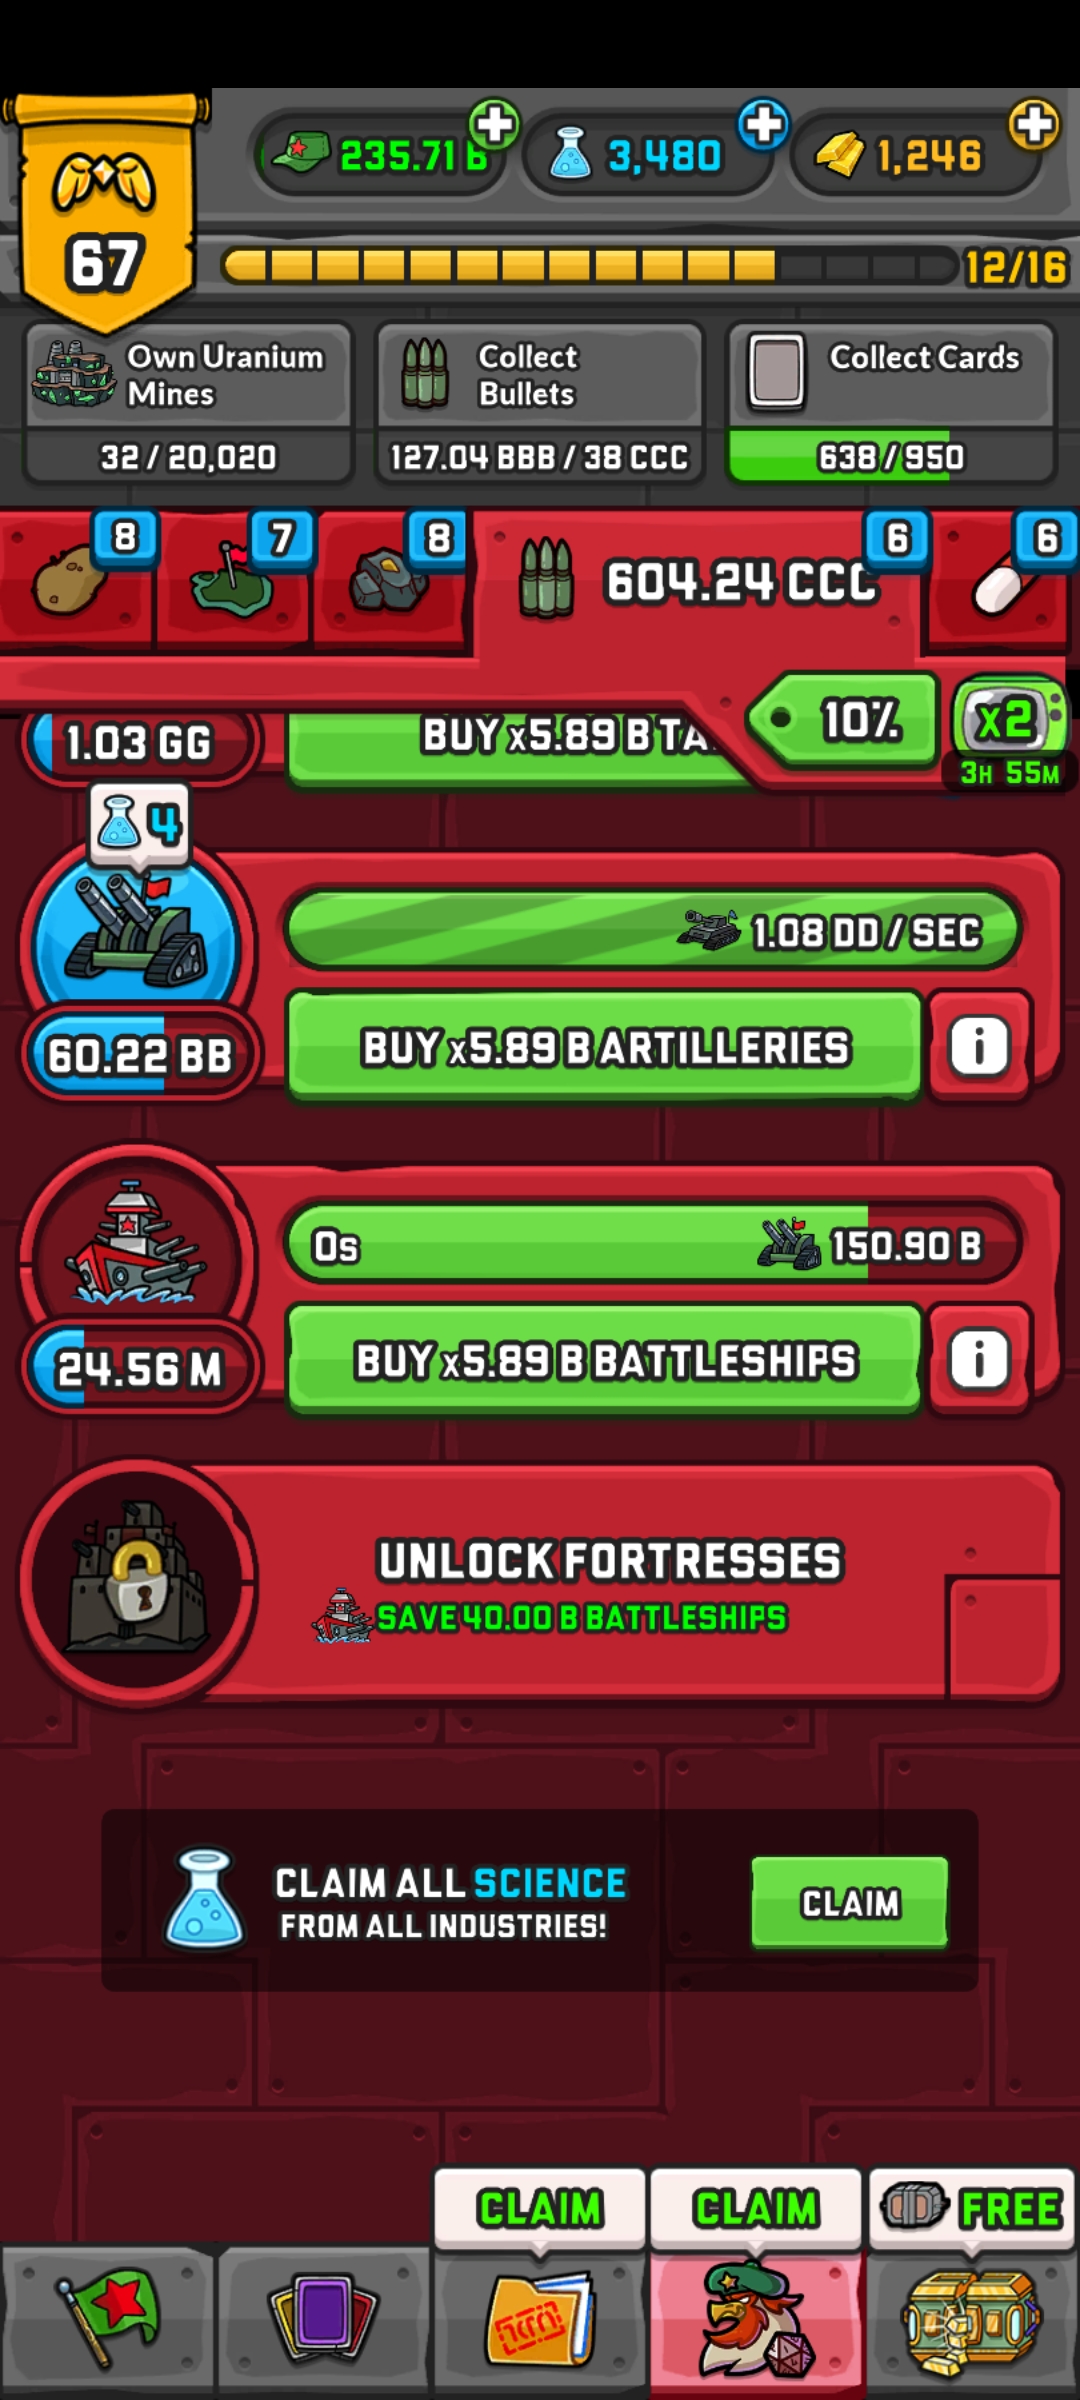 235.71 B
3,480
1,246
67
12/16
Own Uranium
Mines
32 / 20,020
Collect
Bullets
127.04 BBB / 38 CCC
Collect Cards
638 / 950
8
7
8
604.24 CCC
6
6
10%
x2
3H 55M
1.03 GG
BUY x5.89 B TA
4
1.08 DD / SEC
60.22 BB
BUY x5.89 B ARTILLERIES
i
0s
150.90 B
24.56 M
BUY x5.89 B BATTLESHIPS
i
UNLOCK FORTRESSES
SAVE 40.00 B BATTLESHIPS
CLAIM ALL SCIENCE
FROM ALL INDUSTRIES!
CLAIM
CLAIM
CLAIM
FREE